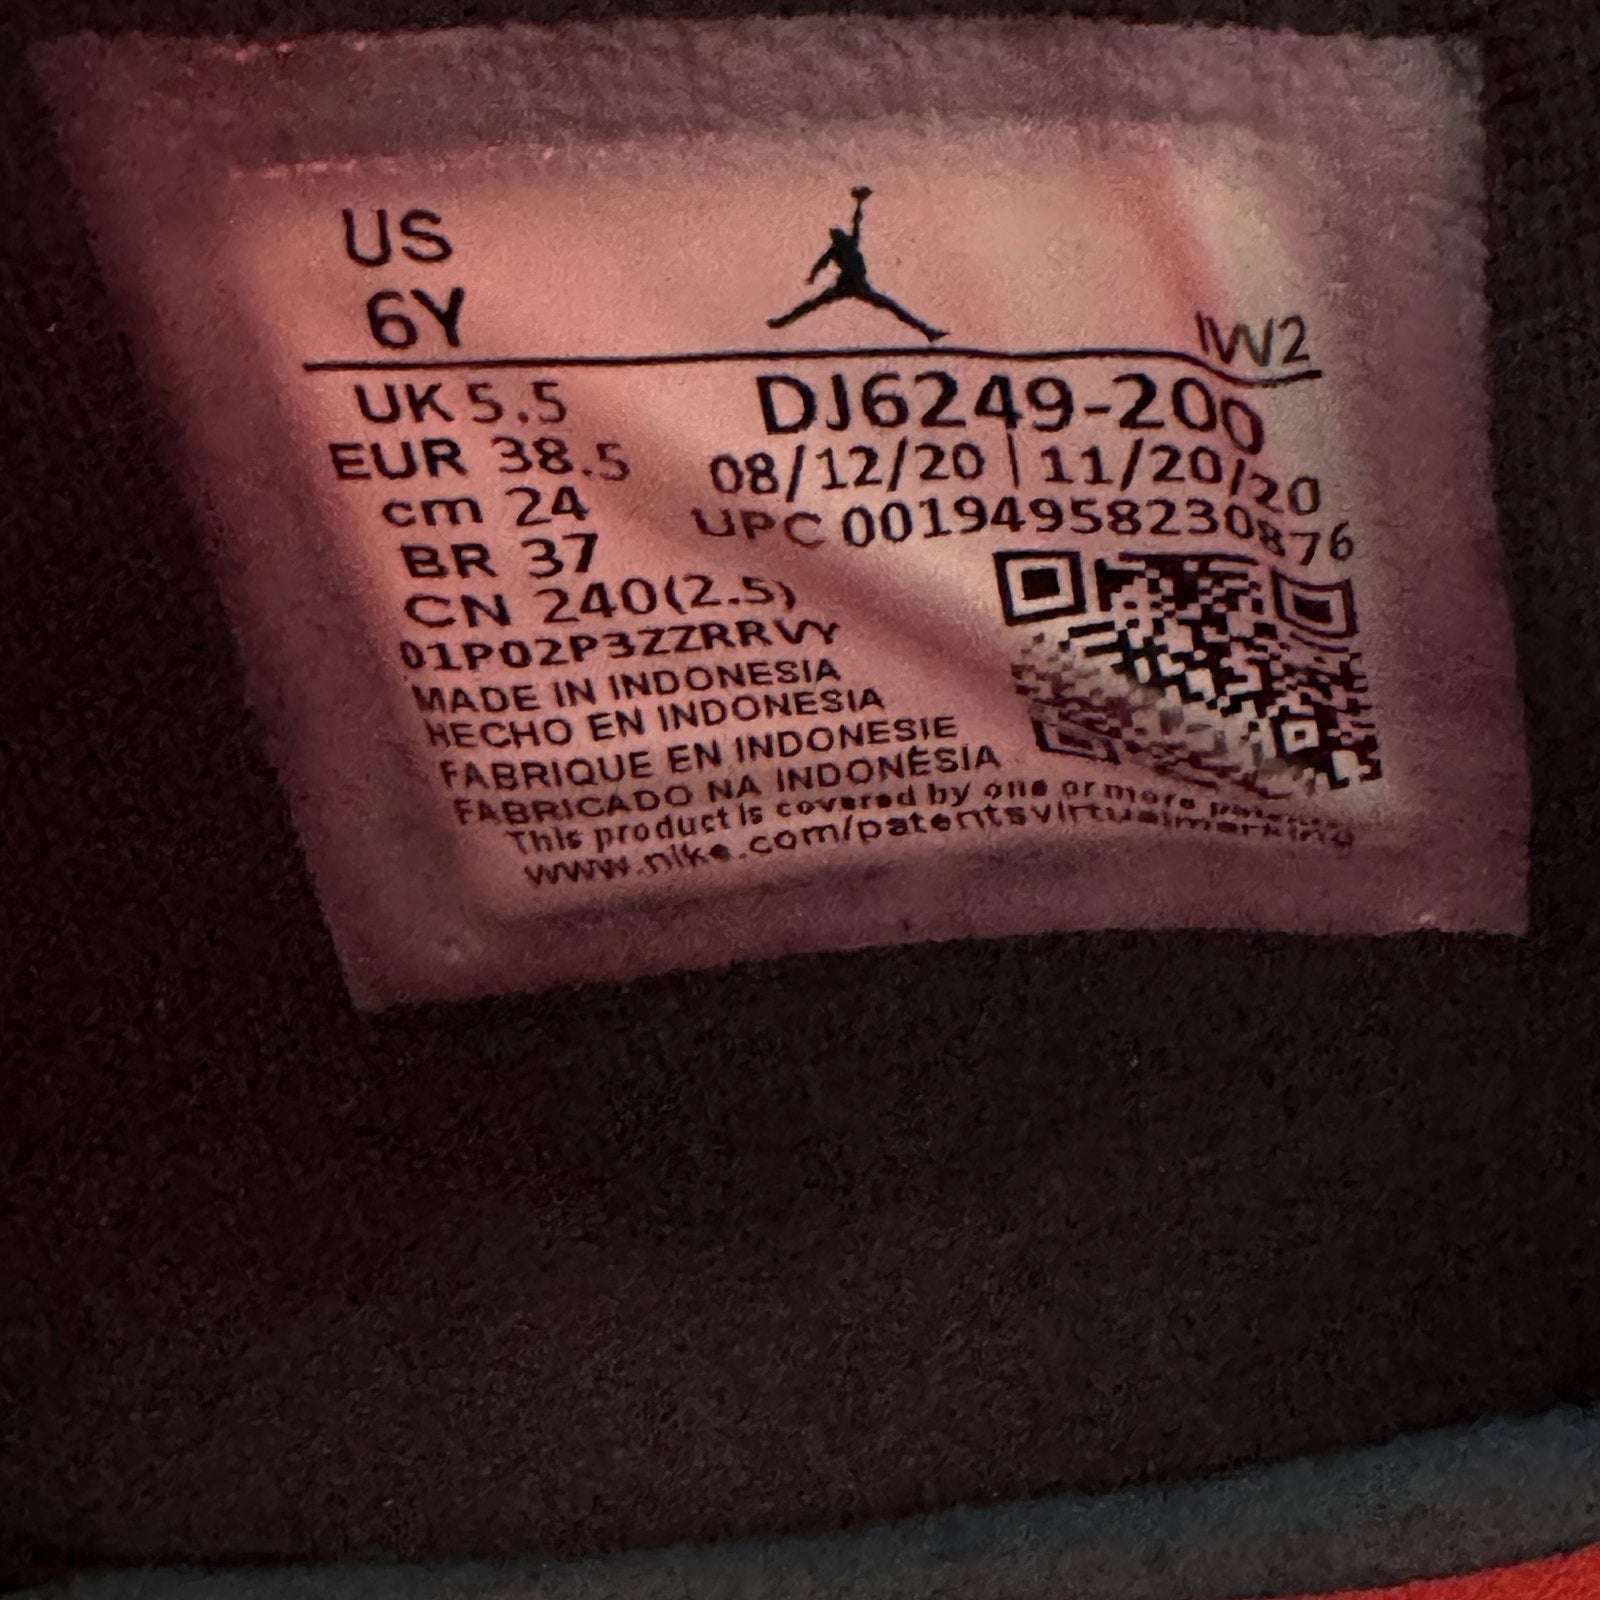 US
6Y
IW2
UK 5.5
EUR 38.5
cm 24
BR 37
CN 240(2.5)
01P02P3ZZRRVY
DJ6249-200
08/12/20 | 11/20/20
UPC 00194958230876
MADE IN INDONESIA
HECHO EN INDONESIA
FABRIQUE EN INDONESIE
FABRICADO NA INDONÉSIA
This product is covered by one or more patents
www.nike.com/patentsvirtualmarking